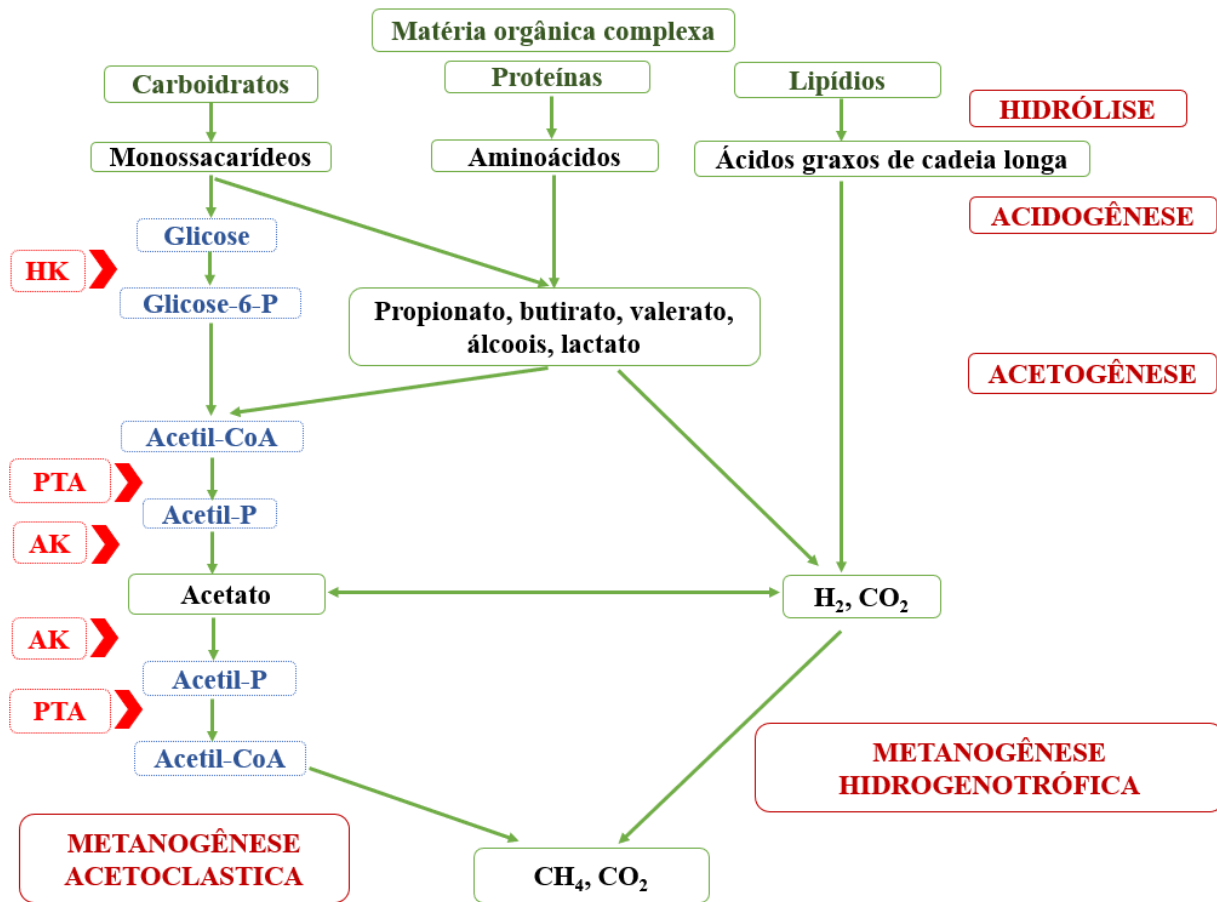 Matéria orgânica complexa
Carboidratos
Proteínas
Lipídios
HIDRÓLISE
Monossacarídeos
Aminoácidos
Ácidos graxos de cadeia longa
ACIDOGÊNESE
Glicose
HK
Glicose-6-P
Propionato, butirato, valerato,
álcoois, lactato
ACETOGÊNESE
Acetil-CoA
PTA
Acetil-P
AK
Acetato
H₂, CO₂
AK
Acetil-P
PTA
Acetil-CoA
METANOGÊNESE
HIDROGENOTRÓFICA
METANOGÊNESE
ACETOCLASTICA
CH₄, CO₂